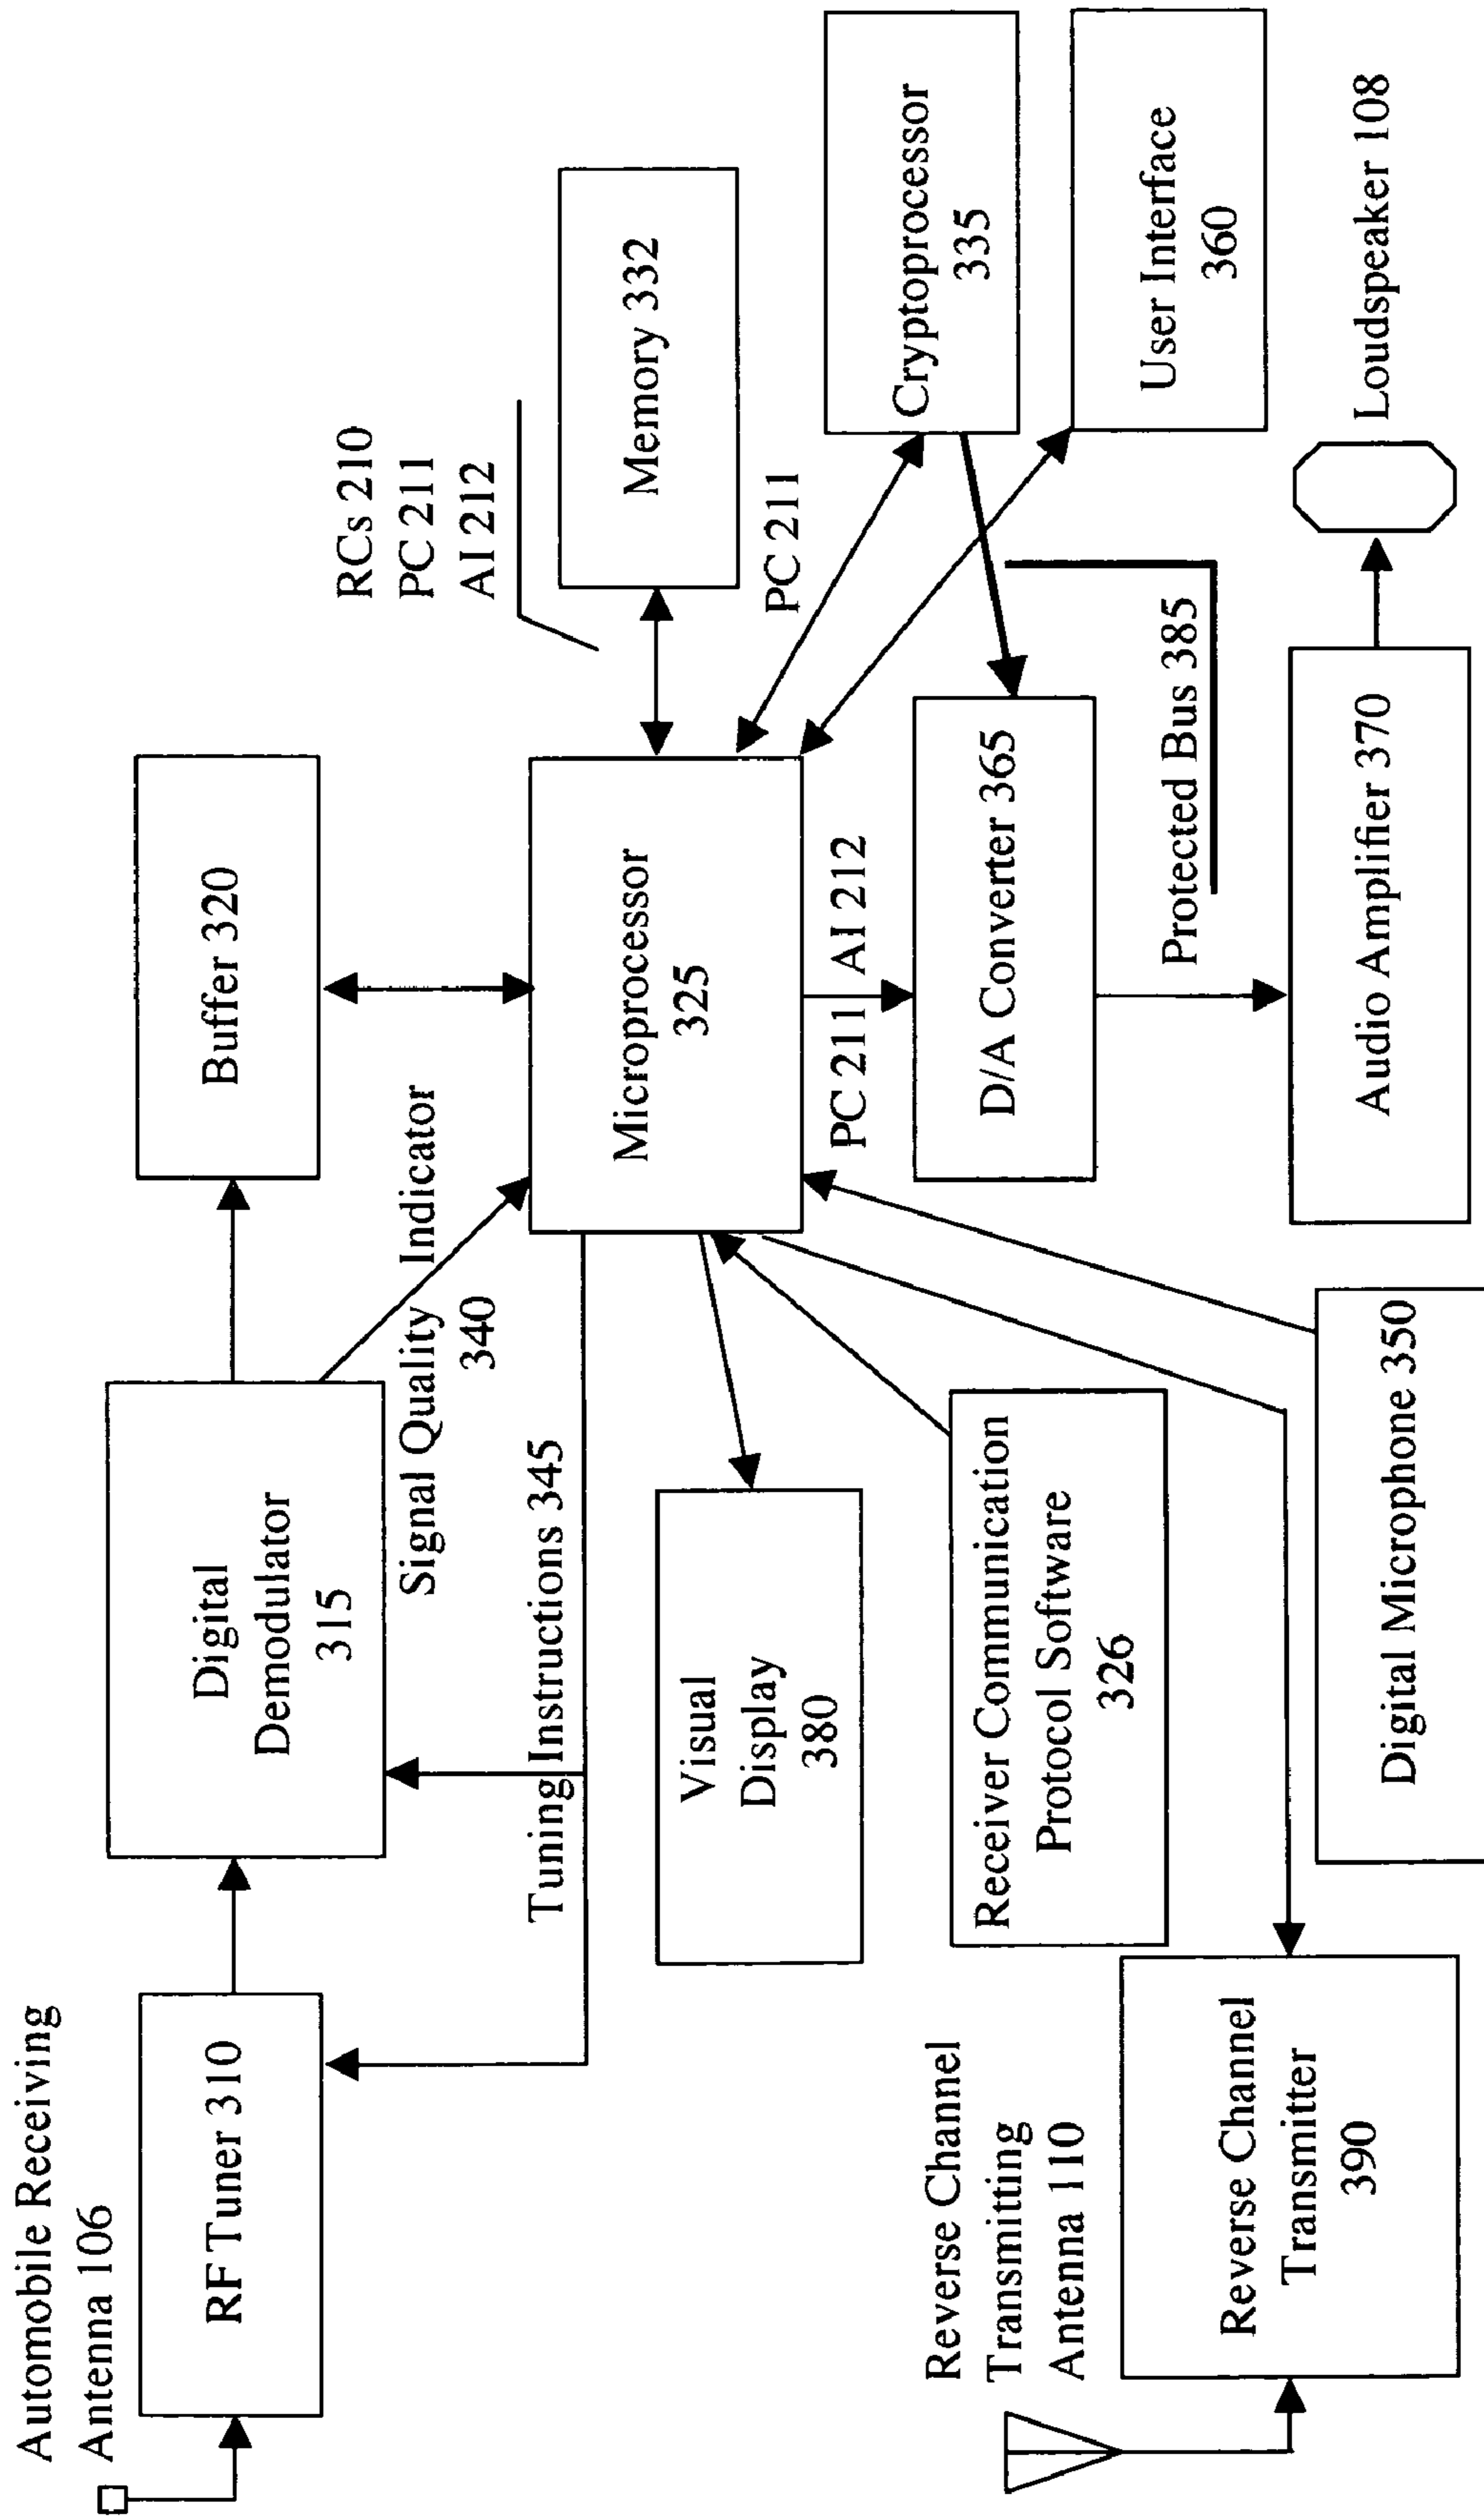 Automobile Receiving
Antenna 106
RF Tuner 310
Digital
Demodulator
315
Buffer 320
Signal Quality Indicator
340
Tuning Instructions 345
RCs 210
PC 211
AI 212
Microprocessor
325
Memory 332
Visual
Display
380
PC 211
Cryptoprocessor
335
PC 211 AI 212
D/A Converter 365
User Interface
360
Receiver Communication
Protocol Software
326
Protected Bus 385
Reverse Channel
Transmitting
Antenna 110
Reverse Channel
Transmitter
390
Digital Microphone 350
Audio Amplifier 370
Loudspeaker 108